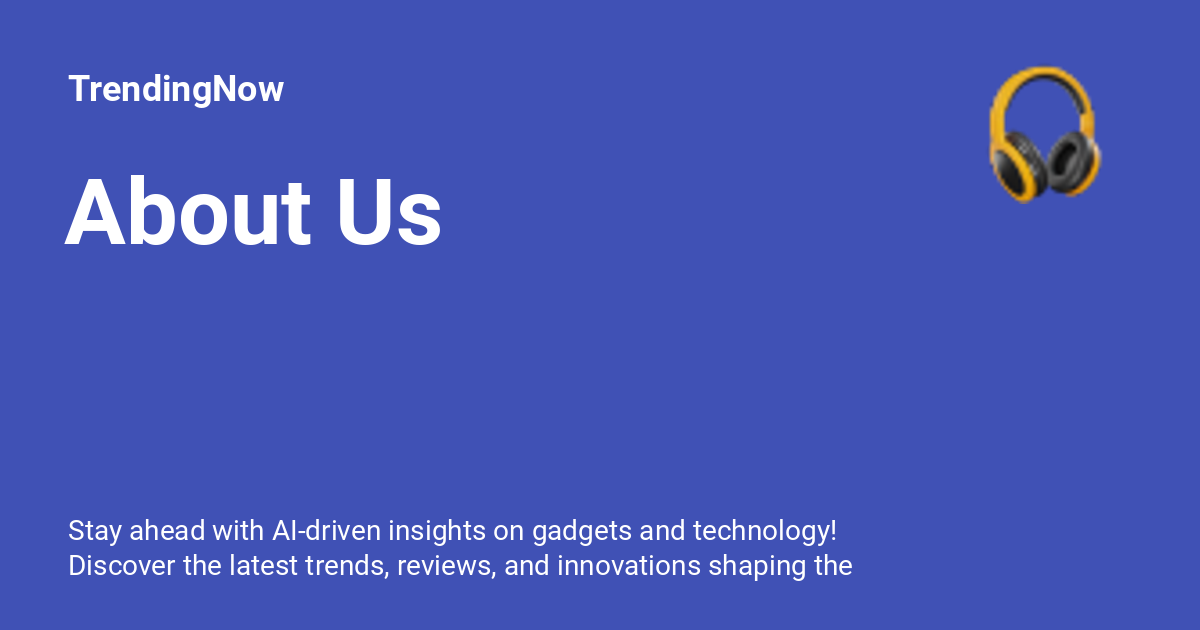 TrendingNow
About Us
Stay ahead with AI-driven insights on gadgets and technology!
Discover the latest trends, reviews, and innovations shaping the